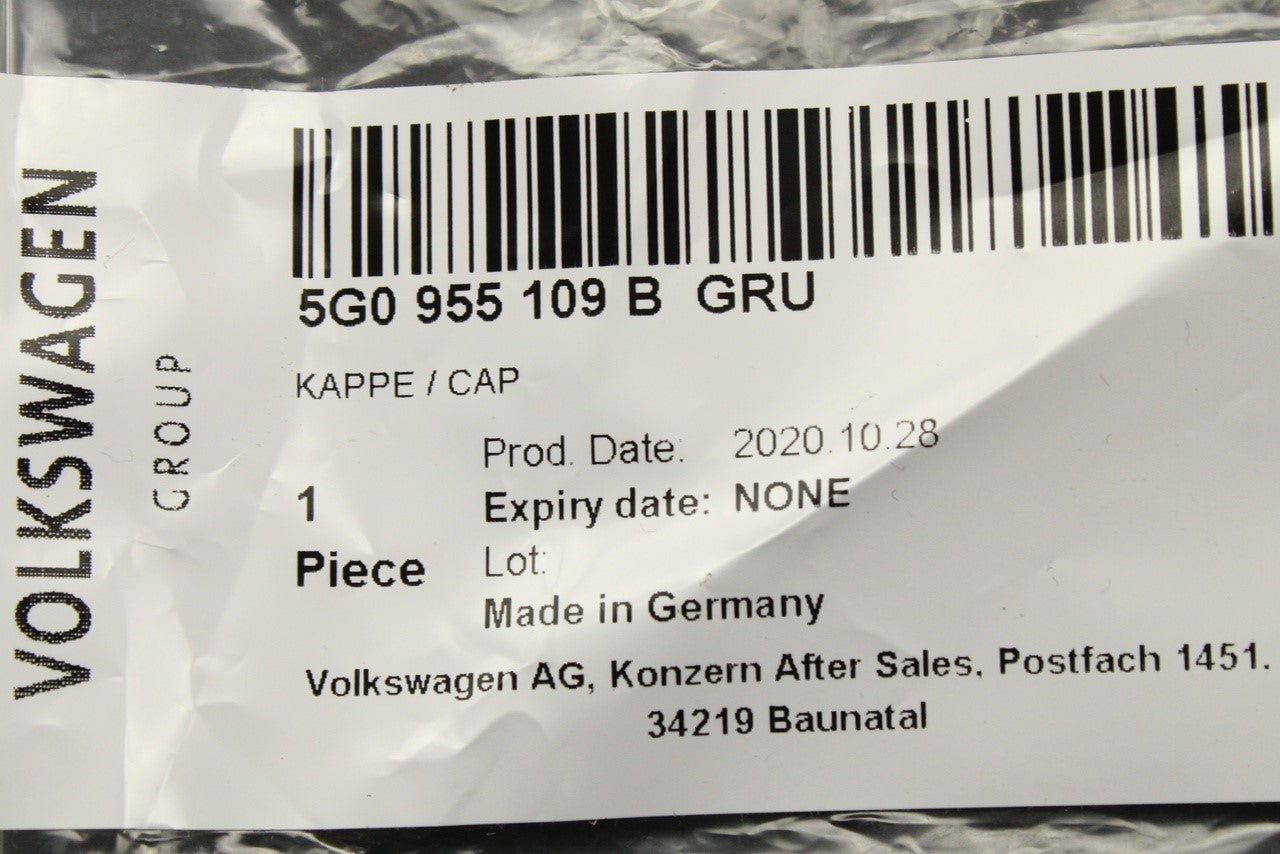 VOLKSWAGEN
GROUP
5G0 955 109 B GRU
KAPPE / CAP
Prod. Date: 2020.10.28
1 Expiry date: NONE
Piece Lot:
Made in Germany
Volkswagen AG, Konzern After Sales, Postfach 1451.
34219 Baunatal